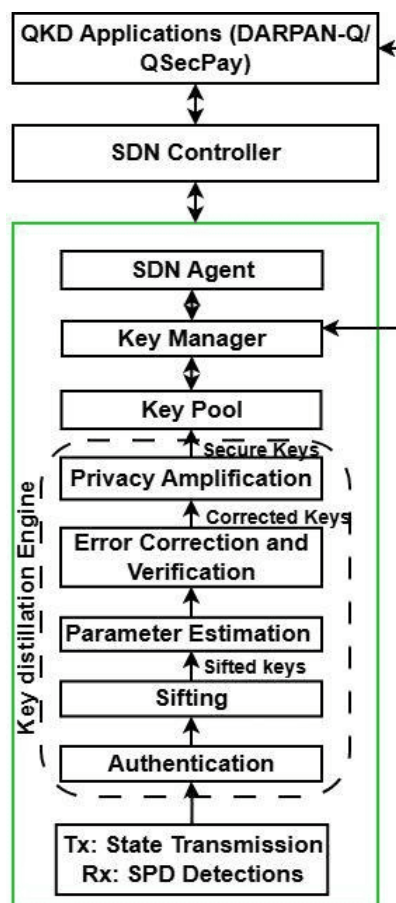 QKD Applications (DARPAN-Q/
QSecPay)
SDN Controller
SDN Agent
Key Manager
Key Pool
Secure Keys
Privacy Amplification
Corrected Keys
Error Correction and
Verification
Parameter Estimation
Sifted keys
Sifting
Authentication
Key distillation Engine
Tx: State Transmission
Rx: SPD Detections